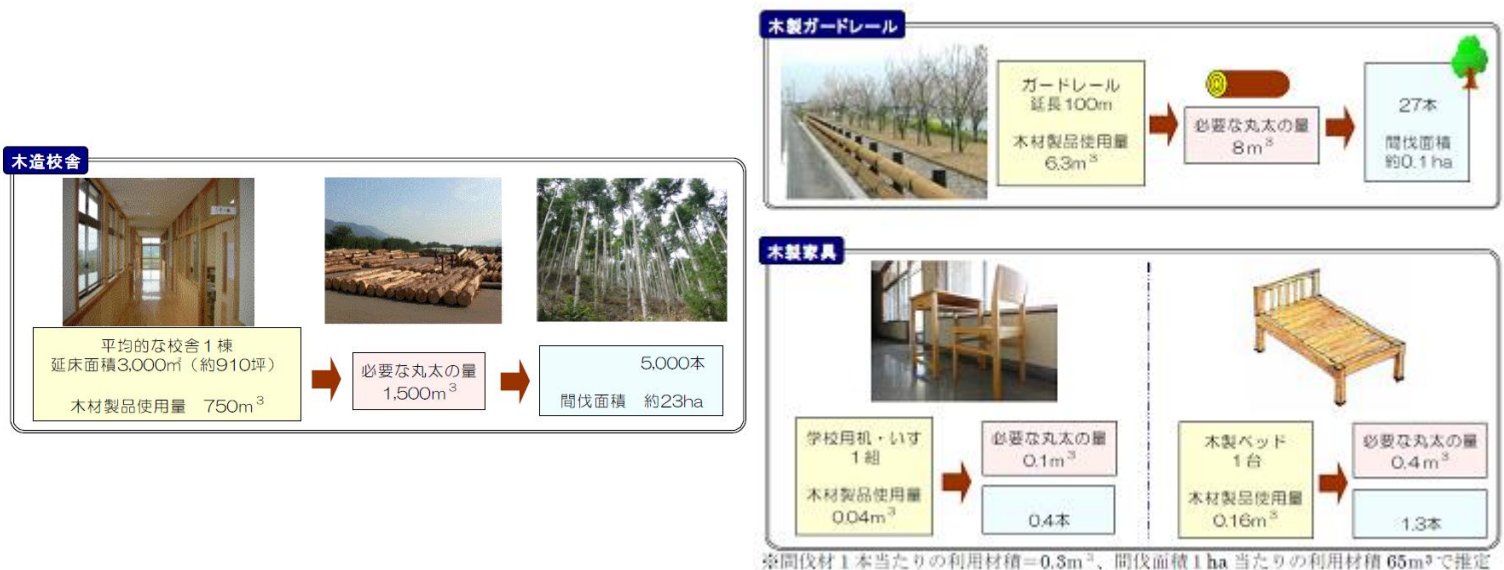 木造校舎
平均的な校舎1棟
延床面積3,000㎡（約910坪）
木材製品使用量　750m³
必要な丸太の量
1,500m³
5,000本
間伐面積　約23ha
木製ガードレール
ガードレール
延長100m
木材製品使用量
6.3m³
必要な丸太の量
8m³
27本
間伐面積
約0.1ha
木製家具
学校用机・いす
1組
木材製品使用量
0.04m³
必要な丸太の量
0.1m³
0.4本
木製ベッド
1台
木材製品使用量
0.16m³
必要な丸太の量
0.4m³
1.3本
※間伐材1本当たりの利用材積=0.3m³、間伐面積1ha当たりの利用材積65m³で推定